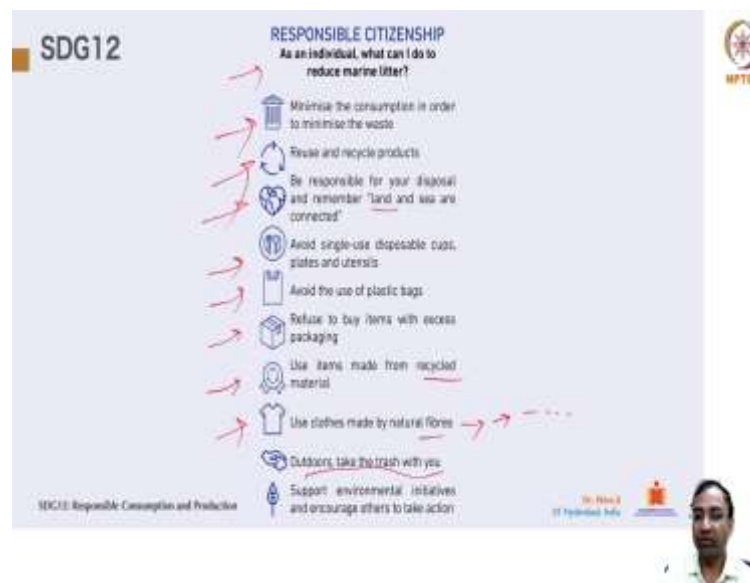 SDG12
RESPONSIBLE CITIZENSHIP
As an individual, what can I do to
reduce marine litter?
Minimise the consumption in order
to minimise the waste
Reuse and recycle products
Be responsible for your disposal
and remember "land and sea are
connected"
Avoid single-use disposable cups,
plates and utensils
Avoid the use of plastic bags
Refuse to buy items with excess
packaging
Use items made from recycled
material
Use clothes made by natural fibres
Outdoors, take the trash with you
Support environmental initiatives
and encourage others to take action
SDG12: Responsible Consumption and Production
IIT Hyderabad, India